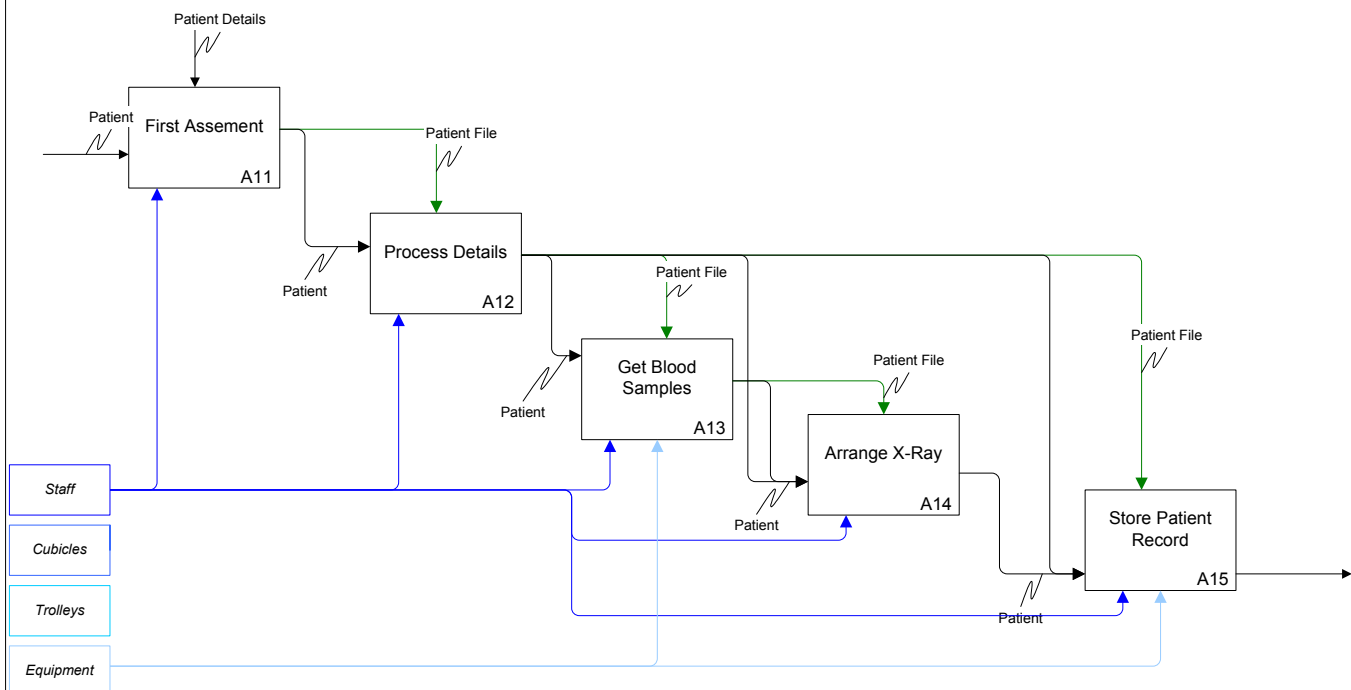 Patient Details
Patient
First Assement
A11
Patient File
Process Details
A12
Patient
Patient File
Get Blood
Samples
A13
Patient
Patient File
Patient File
Arrange X-Ray
A14
Patient
Staff
Store Patient
Record
A15
Cubicles
Trolleys
Patient
Equipment